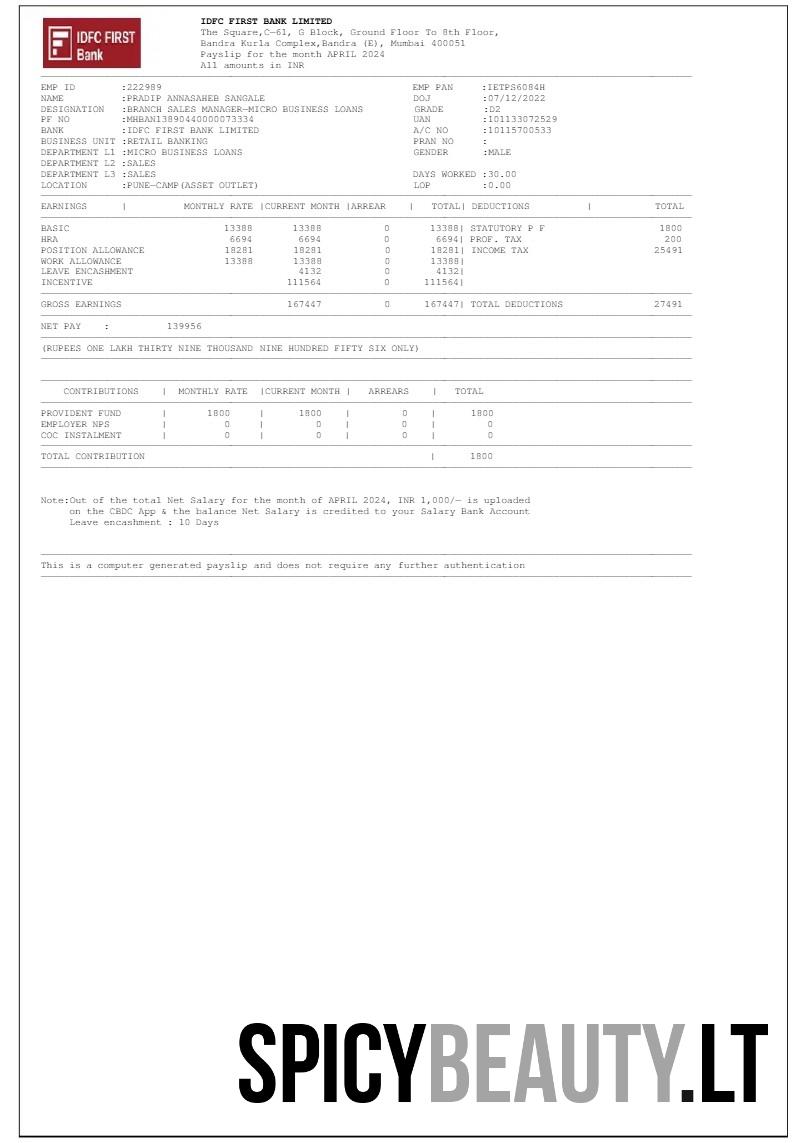 IDFC FIRST
Bank
IDFC FIRST BANK LIMITED
The Square,C-61, G Block, Ground Floor To 8th Floor,
Bandra Kurla Complex,Bandra (E), Mumbai 400051
Payslip for the month APRIL 2024
All amounts in INR
EMP ID :222989 EMP PAN :IETPS6084H
NAME :PRADIP ANNASAHEB SANGALE DOJ :07/12/2022
DESIGNATION :BRANCH SALES MANAGER-MICRO BUSINESS LOANS GRADE :D2
PF NO :MHBAN13890440000073334 UAN :101133072529
BANK :IDFC FIRST BANK LIMITED A/C NO :10115700533
BUSINESS UNIT :RETAIL BANKING PRAN NO :
DEPARTMENT L1 :MICRO BUSINESS LOANS GENDER :MALE
DEPARTMENT L2 :SALES
DEPARTMENT L3 :SALES DAYS WORKED :30.00
LOCATION :PUNE-CAMP(ASSET OUTLET) LOP :0.00
EARNINGS | MONTHLY RATE |CURRENT MONTH |ARREAR | TOTAL| DEDUCTIONS | TOTAL
BASIC 13388 13388 0 13388| STATUTORY P F 1800
HRA 6694 6694 0 6694| PROF. TAX 200
POSITION ALLOWANCE 18281 18281 0 18281| INCOME TAX 25491
WORK ALLOWANCE 13388 13388 0 13388|
LEAVE ENCASHMENT 4132 0 4132|
INCENTIVE 111564 0 111564|
GROSS EARNINGS 167447 0 167447| TOTAL DEDUCTIONS 27491
NET PAY : 139956
(RUPEES ONE LAKH THIRTY NINE THOUSAND NINE HUNDRED FIFTY SIX ONLY)
CONTRIBUTIONS | MONTHLY RATE |CURRENT MONTH | ARREARS | TOTAL
PROVIDENT FUND | 1800 | 1800 | 0 | 1800
EMPLOYER NPS | 0 | 0 | 0 | 0
COC INSTALMENT | 0 | 0 | 0 | 0
TOTAL CONTRIBUTION | 1800
Note:Out of the total Net Salary for the month of APRIL 2024, INR 1,000/- is uploaded
on the CBDC App & the balance Net Salary is credited to your Salary Bank Account
Leave encashment : 10 Days
This is a computer generated payslip and does not require any further authentication
SPICYBEAUTY.LT